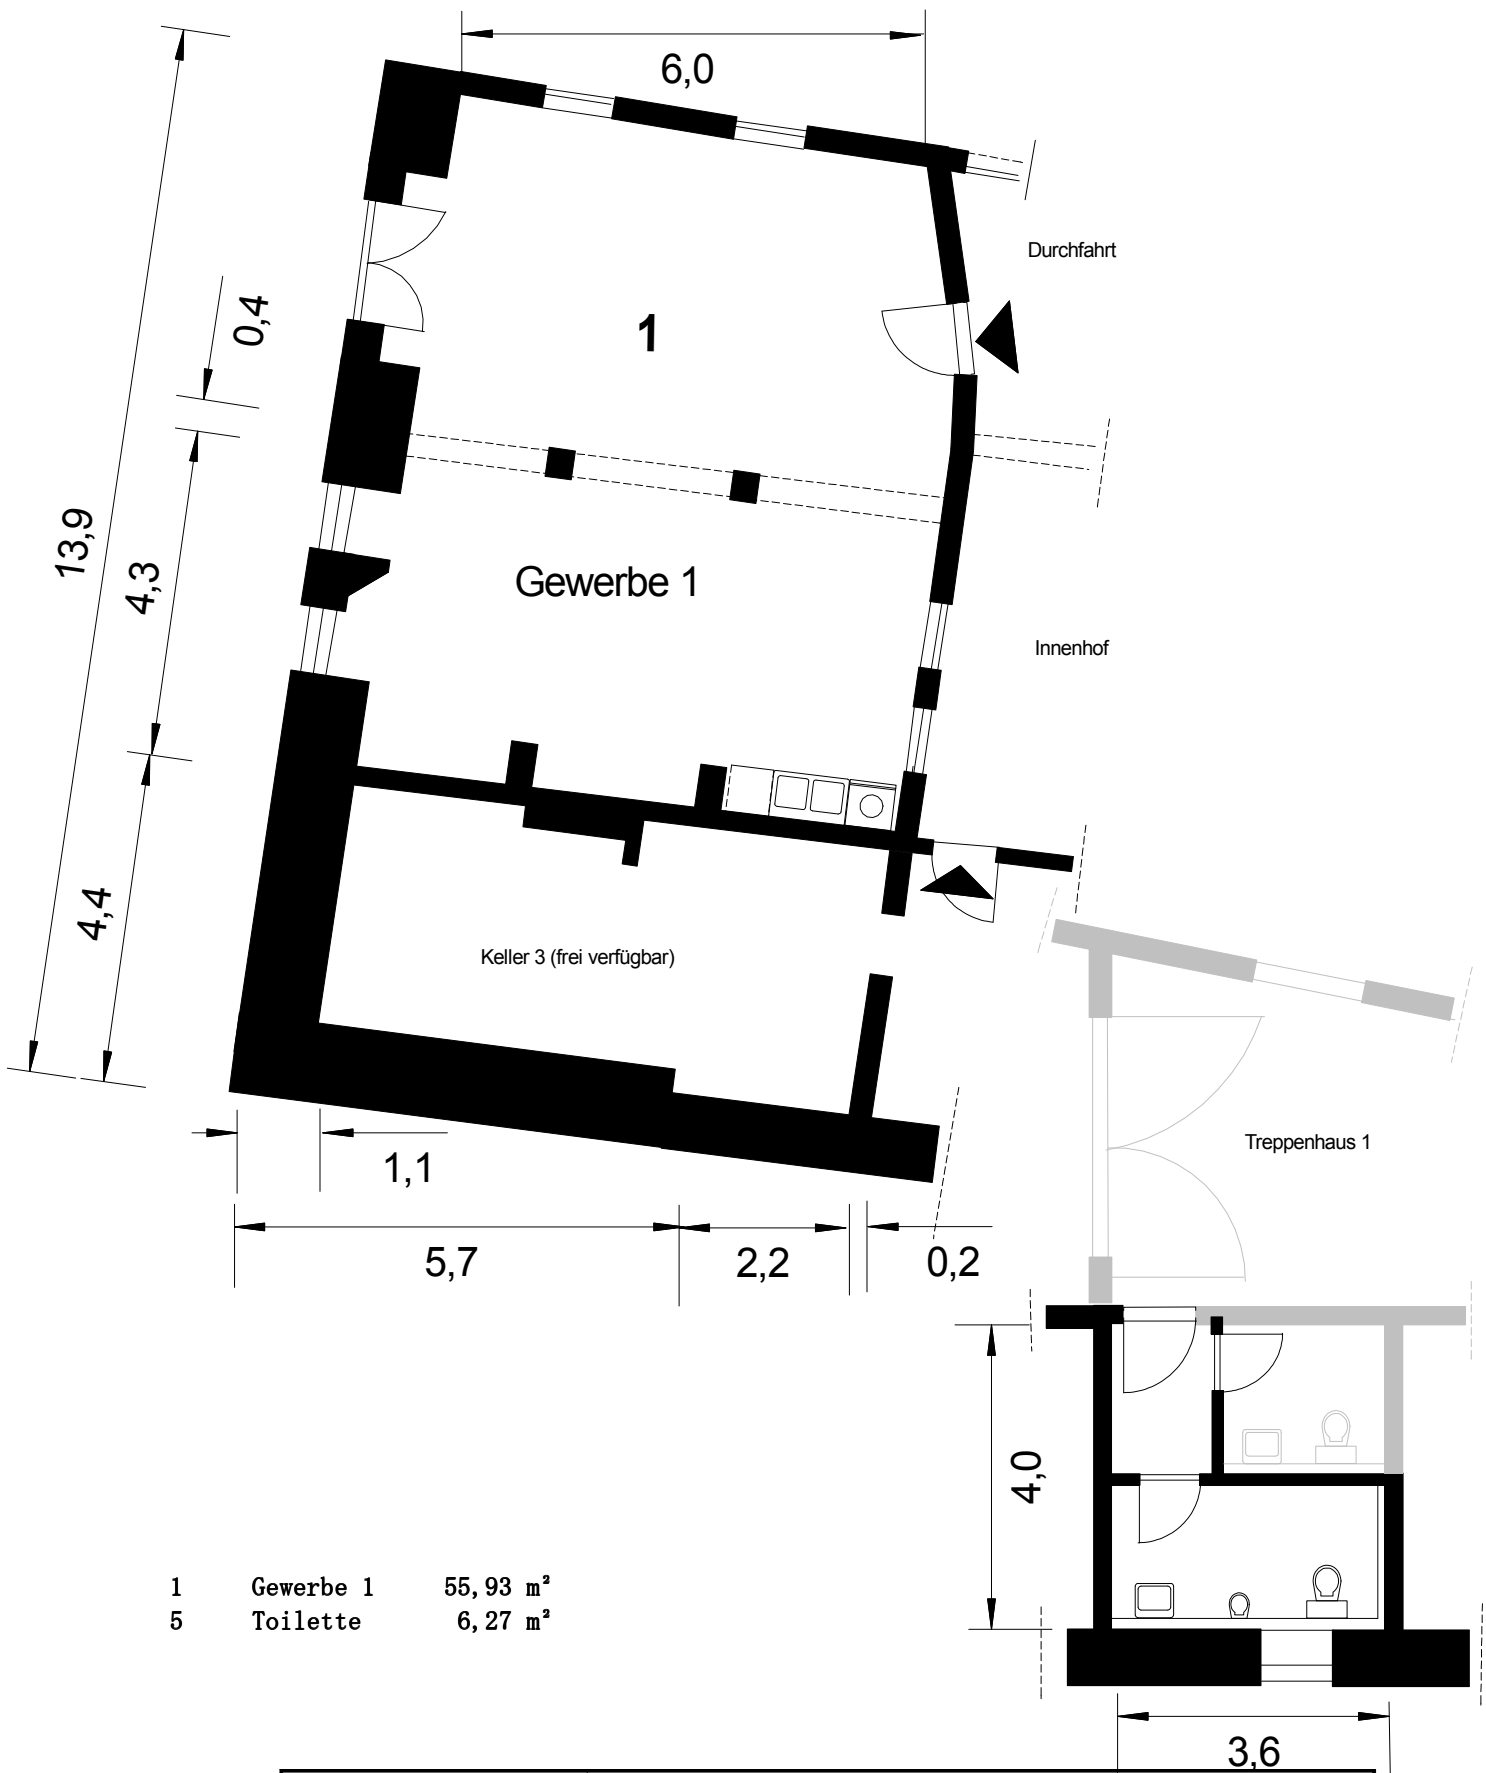 6,0
Durchfahrt
0,4
1
13,9
4,3
Gewerbe 1
Innenhof
4,4
Keller 3 (frei verfügbar)
1,1
Treppenhaus 1
5,7
2,2
0,2
4,0
1 Gewerbe 1 55,93 m²
5 Toilette 6,27 m²
3,6